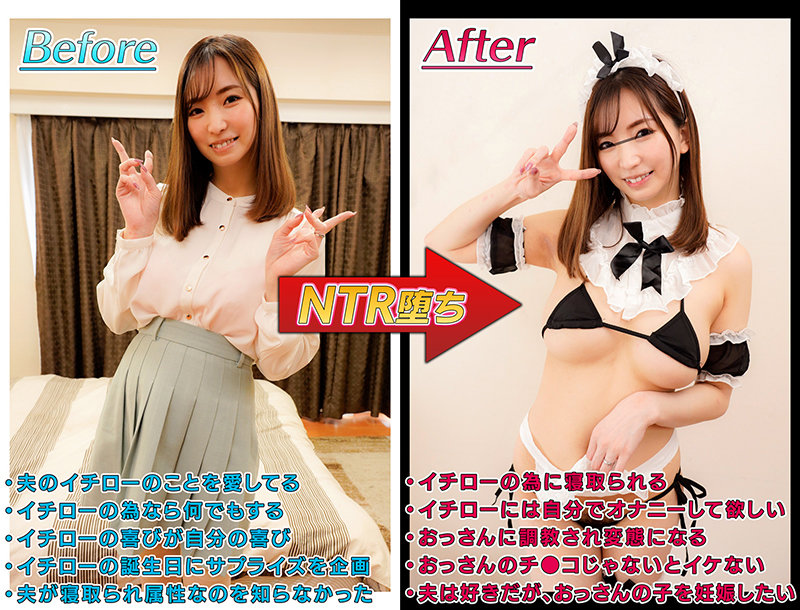 Before
・夫のイチローのことを愛してる
・イチローの為なら何でもする
・イチローの喜びが自分の喜び
・イチローの誕生日にサプライズを企画
・夫が寝取られ属性なのを知らなかった
NTR堕ち
After
・イチローの為に寝取られる
・イチローには自分でオナニーして欲しい
・おっさんに調教され変態になる
・おっさんのチ●コじゃないとイケない
・夫は好きだが、おっさんの子を妊娠したい